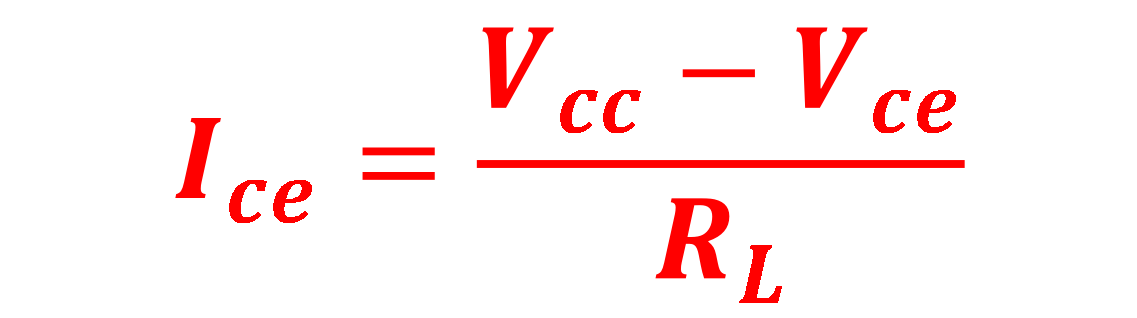 I_ce = (V_cc − V_ce) / R_L